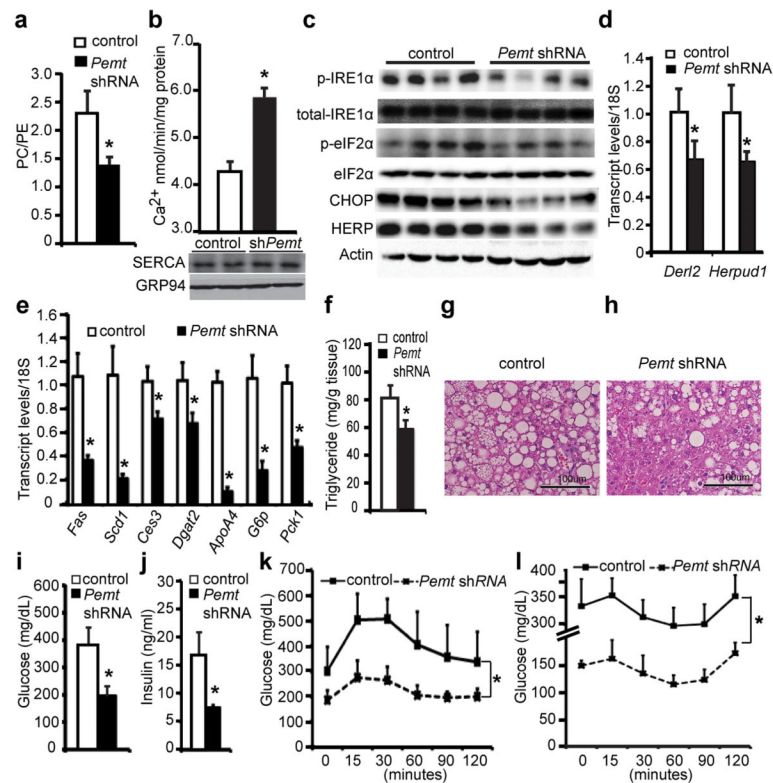 a
control
Pemt
shRNA
PC/PE
3.0
2.5
2.0
1.5
1.0
0.5
0
*
b
Ca2+ nmol/min/mg protein
6.0
5.0
4.0
3.0
*
control shPemt
SERCA
GRP94
c
control Pemt shRNA
p-IRE1α
total-IRE1α
p-eIF2α
eIF2α
CHOP
HERP
Actin
d
control
Pemt shRNA
Transcript levels/18S
1.4
1.2
1.0
0.8
0.6
0.4
0.2
0
* *
Derl2 Herpud1
e
control Pemt shRNA
Transcript levels/18S
1.6
1.4
1.2
1.0
0.8
0.6
0.4
0.2
0
* * * * * * *
Fas Scd1 Ces3 Dgat2 ApoA4 G6p Pck1
f
control
Pemt
shRNA
Triglyceride (mg/g tissue)
120
100
80
60
40
20
0
*
g
control
100um
h
Pemt shRNA
100um
i
control
Pemt
shRNA
Glucose (mg/dL)
600
500
400
300
200
100
0
*
j
control
Pemt
shRNA
Insulin (ng/ml)
30
25
20
15
10
5
0
*
k
control Pemt shRNA
Glucose (mg/dL)
700
600
500
400
300
200
100
0
*
0 15 30 60 90 120
(minutes)
l
control Pemt shRNA
Glucose (mg/dL)
400
350
300
150
100
50
0
*
0 15 30 60 90 120
(minutes)